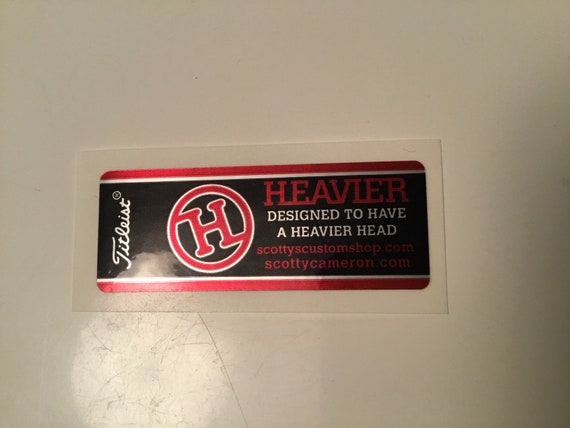 Titleist®
H
HEAVIER
DESIGNED TO HAVE
A HEAVIER HEAD
scottyscustomshop.com
scottycameron.com